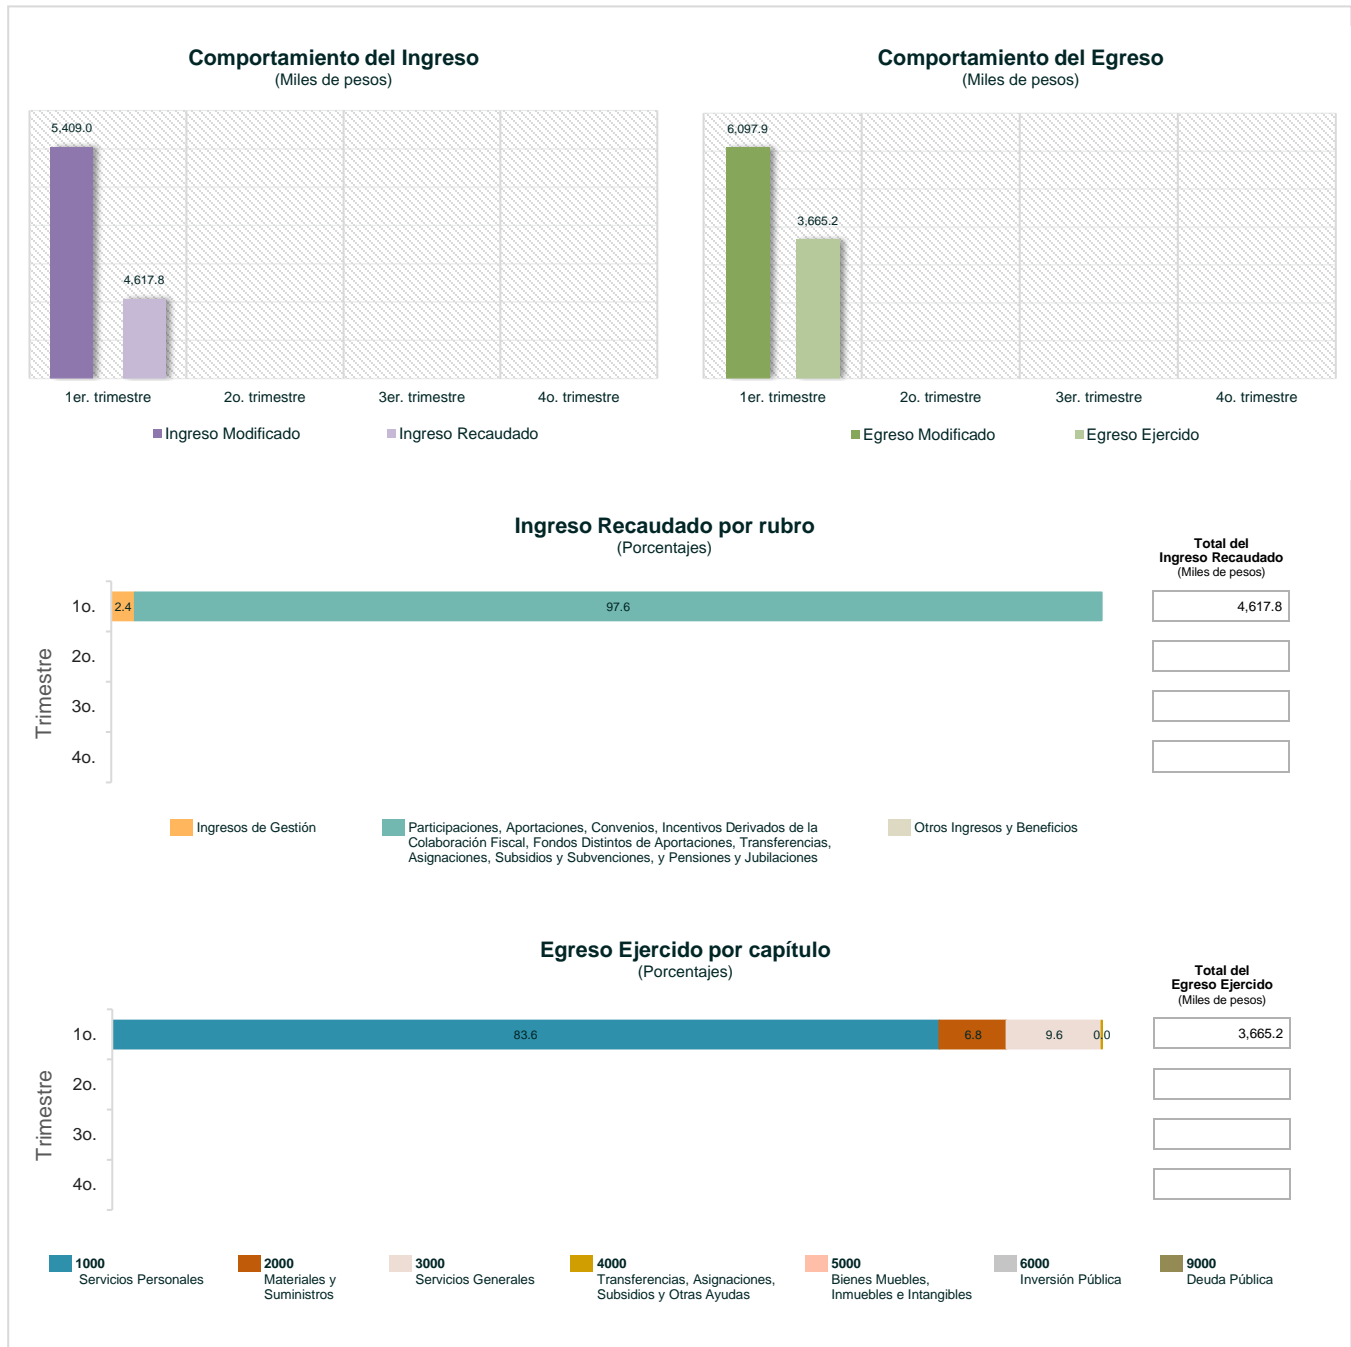 Comportamiento del Ingreso
(Miles de pesos)
5,409.0
4,617.8
1er. trimestre
2o. trimestre
3er. trimestre
4o. trimestre
Ingreso Modificado
Ingreso Recaudado
Comportamiento del Egreso
(Miles de pesos)
6,097.9
3,665.2
1er. trimestre
2o. trimestre
3er. trimestre
4o. trimestre
Egreso Modificado
Egreso Ejercido
Ingreso Recaudado por rubro
(Porcentajes)
Total del
Ingreso Recaudado
(Miles de pesos)
Trimestre
1o.
2.4
97.6
4,617.8
2o.
3o.
4o.
Ingresos de Gestión
Participaciones, Aportaciones, Convenios, Incentivos Derivados de la
Colaboración Fiscal, Fondos Distintos de Aportaciones, Transferencias,
Asignaciones, Subsidios y Subvenciones, y Pensiones y Jubilaciones
Otros Ingresos y Beneficios
Egreso Ejercido por capítulo
(Porcentajes)
Total del
Egreso Ejercido
(Miles de pesos)
Trimestre
1o.
83.6
6.8
9.6
0.0
3,665.2
2o.
3o.
4o.
1000
Servicios Personales
2000
Materiales y
Suministros
3000
Servicios Generales
4000
Transferencias, Asignaciones,
Subsidios y Otras Ayudas
5000
Bienes Muebles,
Inmuebles e Intangibles
6000
Inversión Pública
9000
Deuda Pública